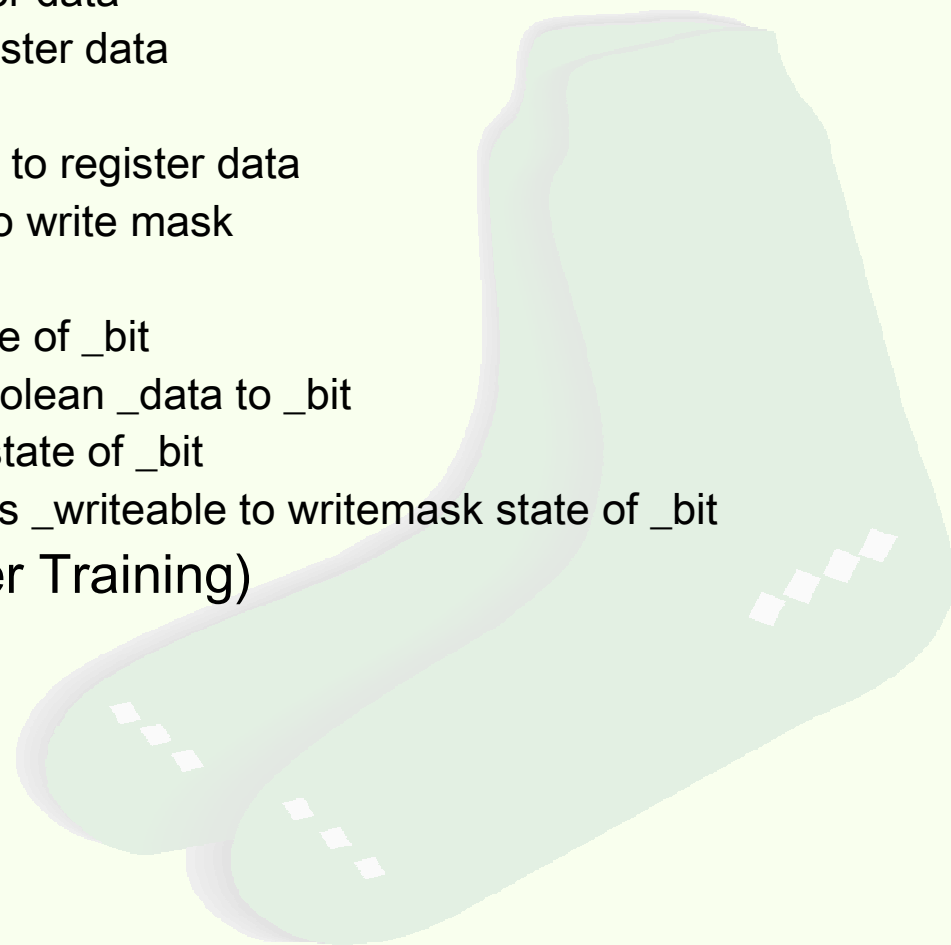 data
ster data
to register data
o write mask
e of _bit
olean _data to _bit
state of _bit
s _writeable to writemask state of _bit
er Training)